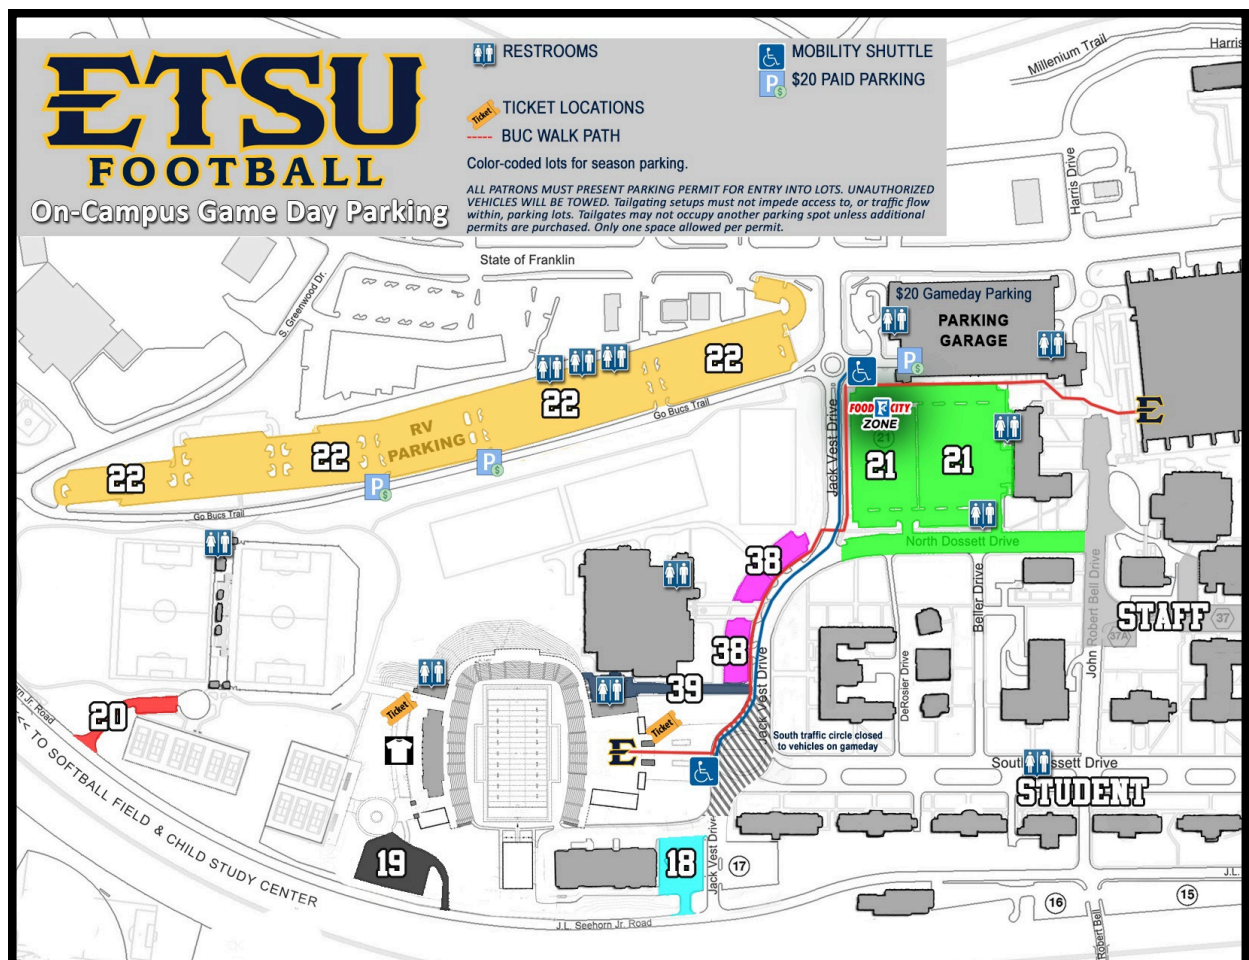 ETSU
FOOTBALL
On-Campus Game Day Parking
RESTROOMS
MOBILITY SHUTTLE
$20 PAID PARKING
TICKET LOCATIONS
BUC WALK PATH
Color-coded lots for season parking.
ALL PATRONS MUST PRESENT PARKING PERMIT FOR ENTRY INTO LOTS. UNAUTHORIZED
VEHICLES WILL BE TOWED. Tailgating setups must not impede access to, or traffic flow
within, parking lots. Tailgates may not occupy another parking spot unless additional
permits are purchased. Only one space allowed per permit.
Ticket
P
$
Millenium Trail
Harris
Harris Drive
State of Franklin
S. Greenwood Dr.
$20 Gameday Parking
PARKING
GARAGE
P
$
E
22
22
22
22
RV
PARKING
Go Bucs Trail
P
$
P
$
Go Bucs Trail
Jack Vest Drive
FOOD K CITY
ZONE
21
21
21
North Dossett Drive
38
38
39
Jack Vest Drive
Beller Drive
DeRosier Drive
John Robert Bell Drive
STAFF
37
37A
Ticket
Ticket
E
South traffic circle closed
to vehicles on gameday
South Dossett Drive
STUDENT
20
rn Jr. Road
<< TO SOFTBALL FIELD & CHILD STUDY CENTER
19
18
17
Jack Vest Drive
16
15
J.L.
J.L. Seehorn Jr. Road
Robert Bell